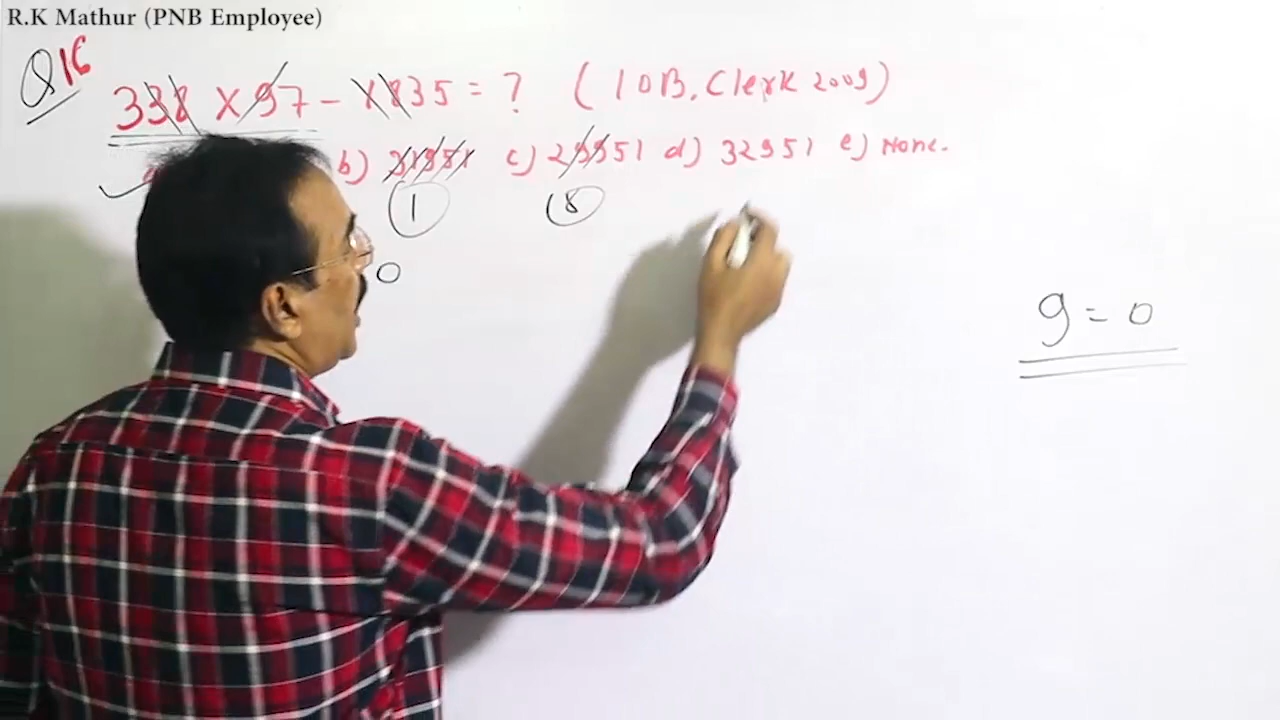 R.K Mathur (PNB Employee)
Q16
338 x 97 - 1835 = ? (IOB, Clerk 2009)
b) 31951 c) 29951 d) 32951 e) None.
1 8
0
9 = 0